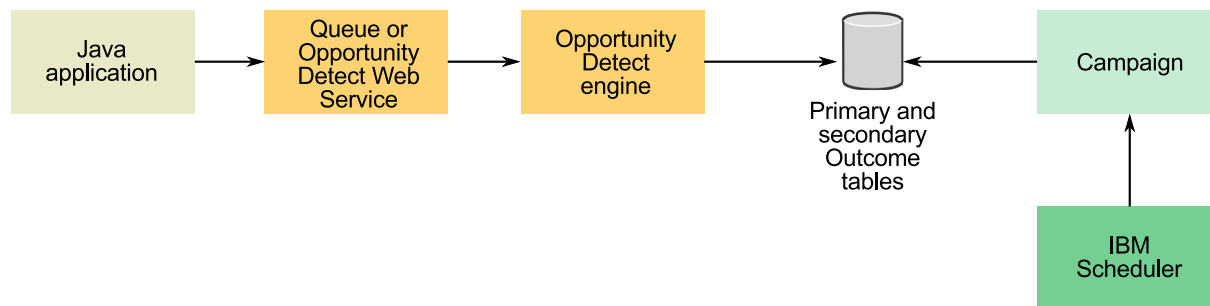 Java
application
Queue or
Opportunity
Detect Web
Service
Opportunity
Detect
engine
Primary and
secondary
Outcome
tables
Campaign
IBM
Scheduler